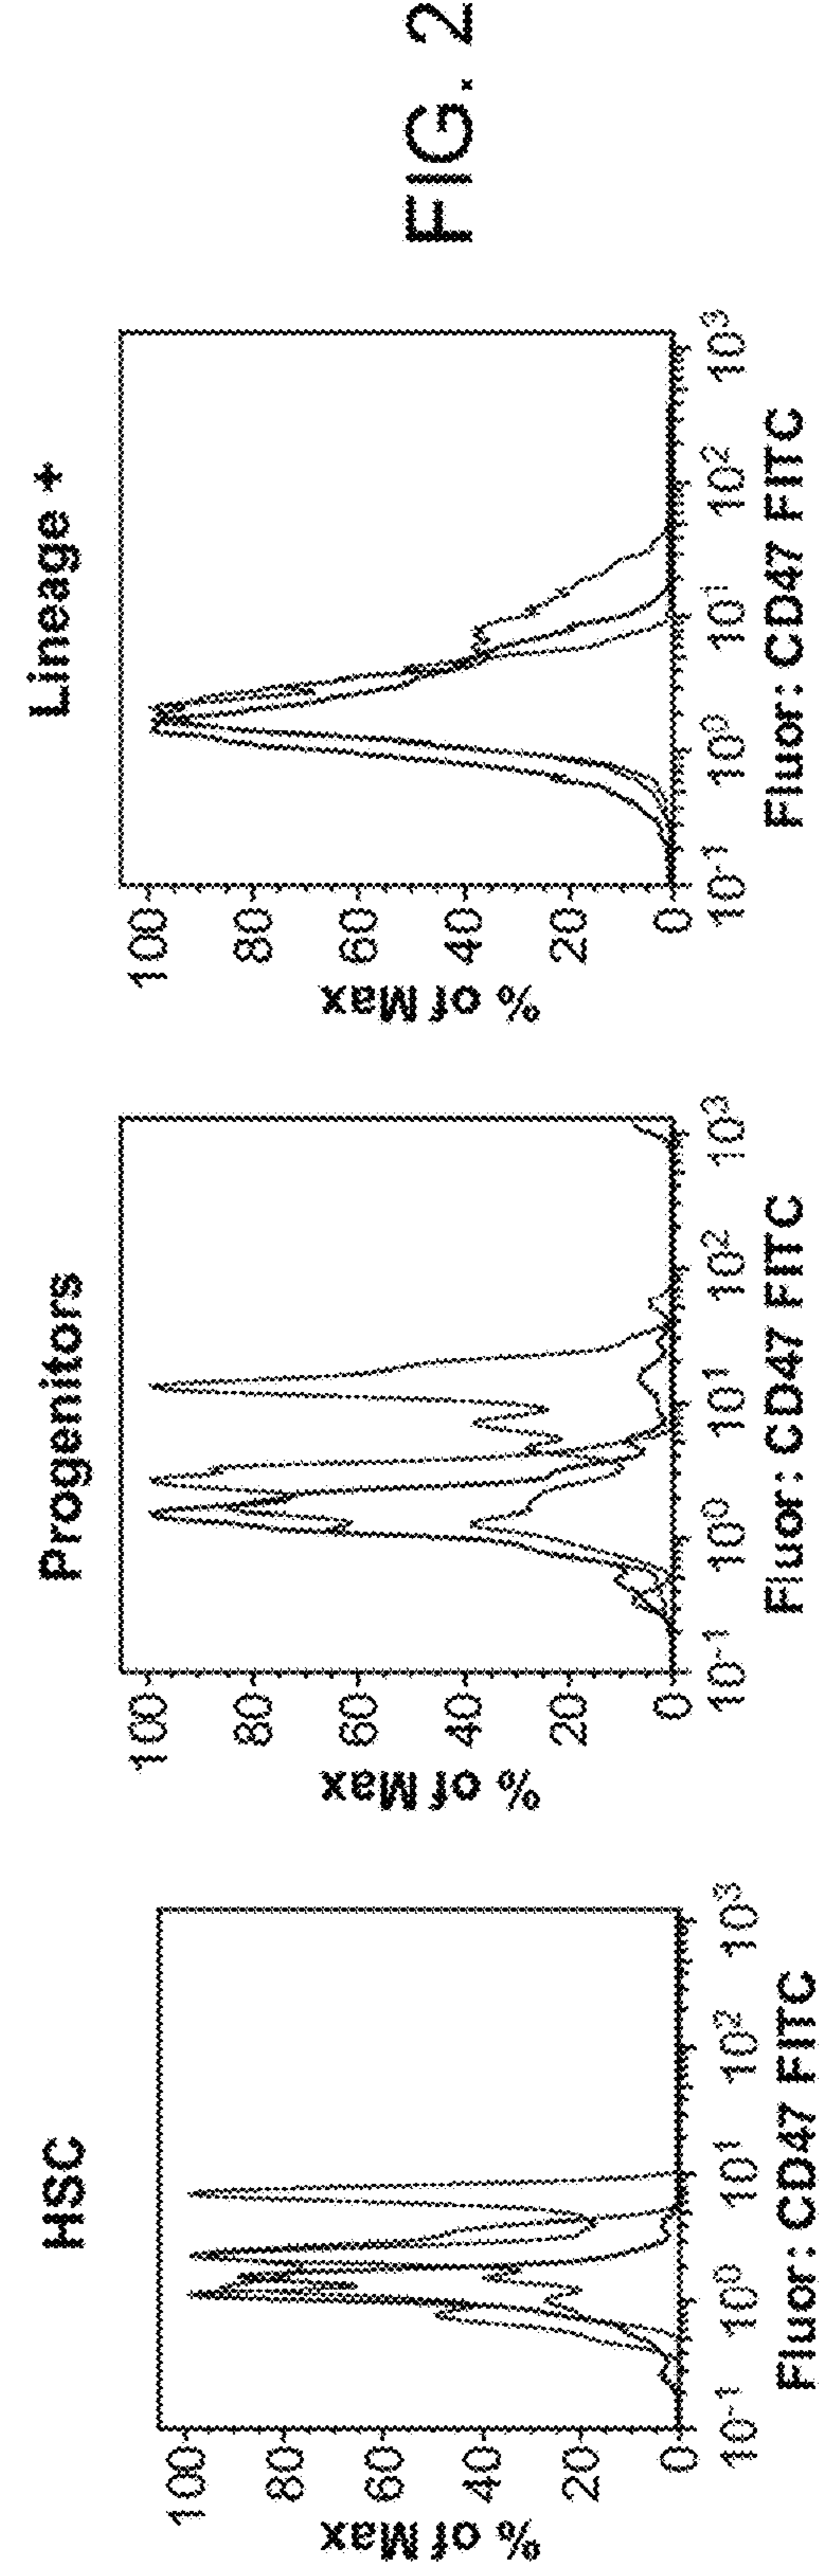 HSC
% of Max
100
80
60
40
20
0
10-1 100 101 102 103
Fluor: CD47 FITC
Progenitors
% of Max
100
80
60
40
20
0
10-1 100 101 102 103
Fluor: CD47 FITC
Lineage +
% of Max
100
80
60
40
20
0
10-1 100 101 102 103
Fluor: CD47 FITC
FIG. 2